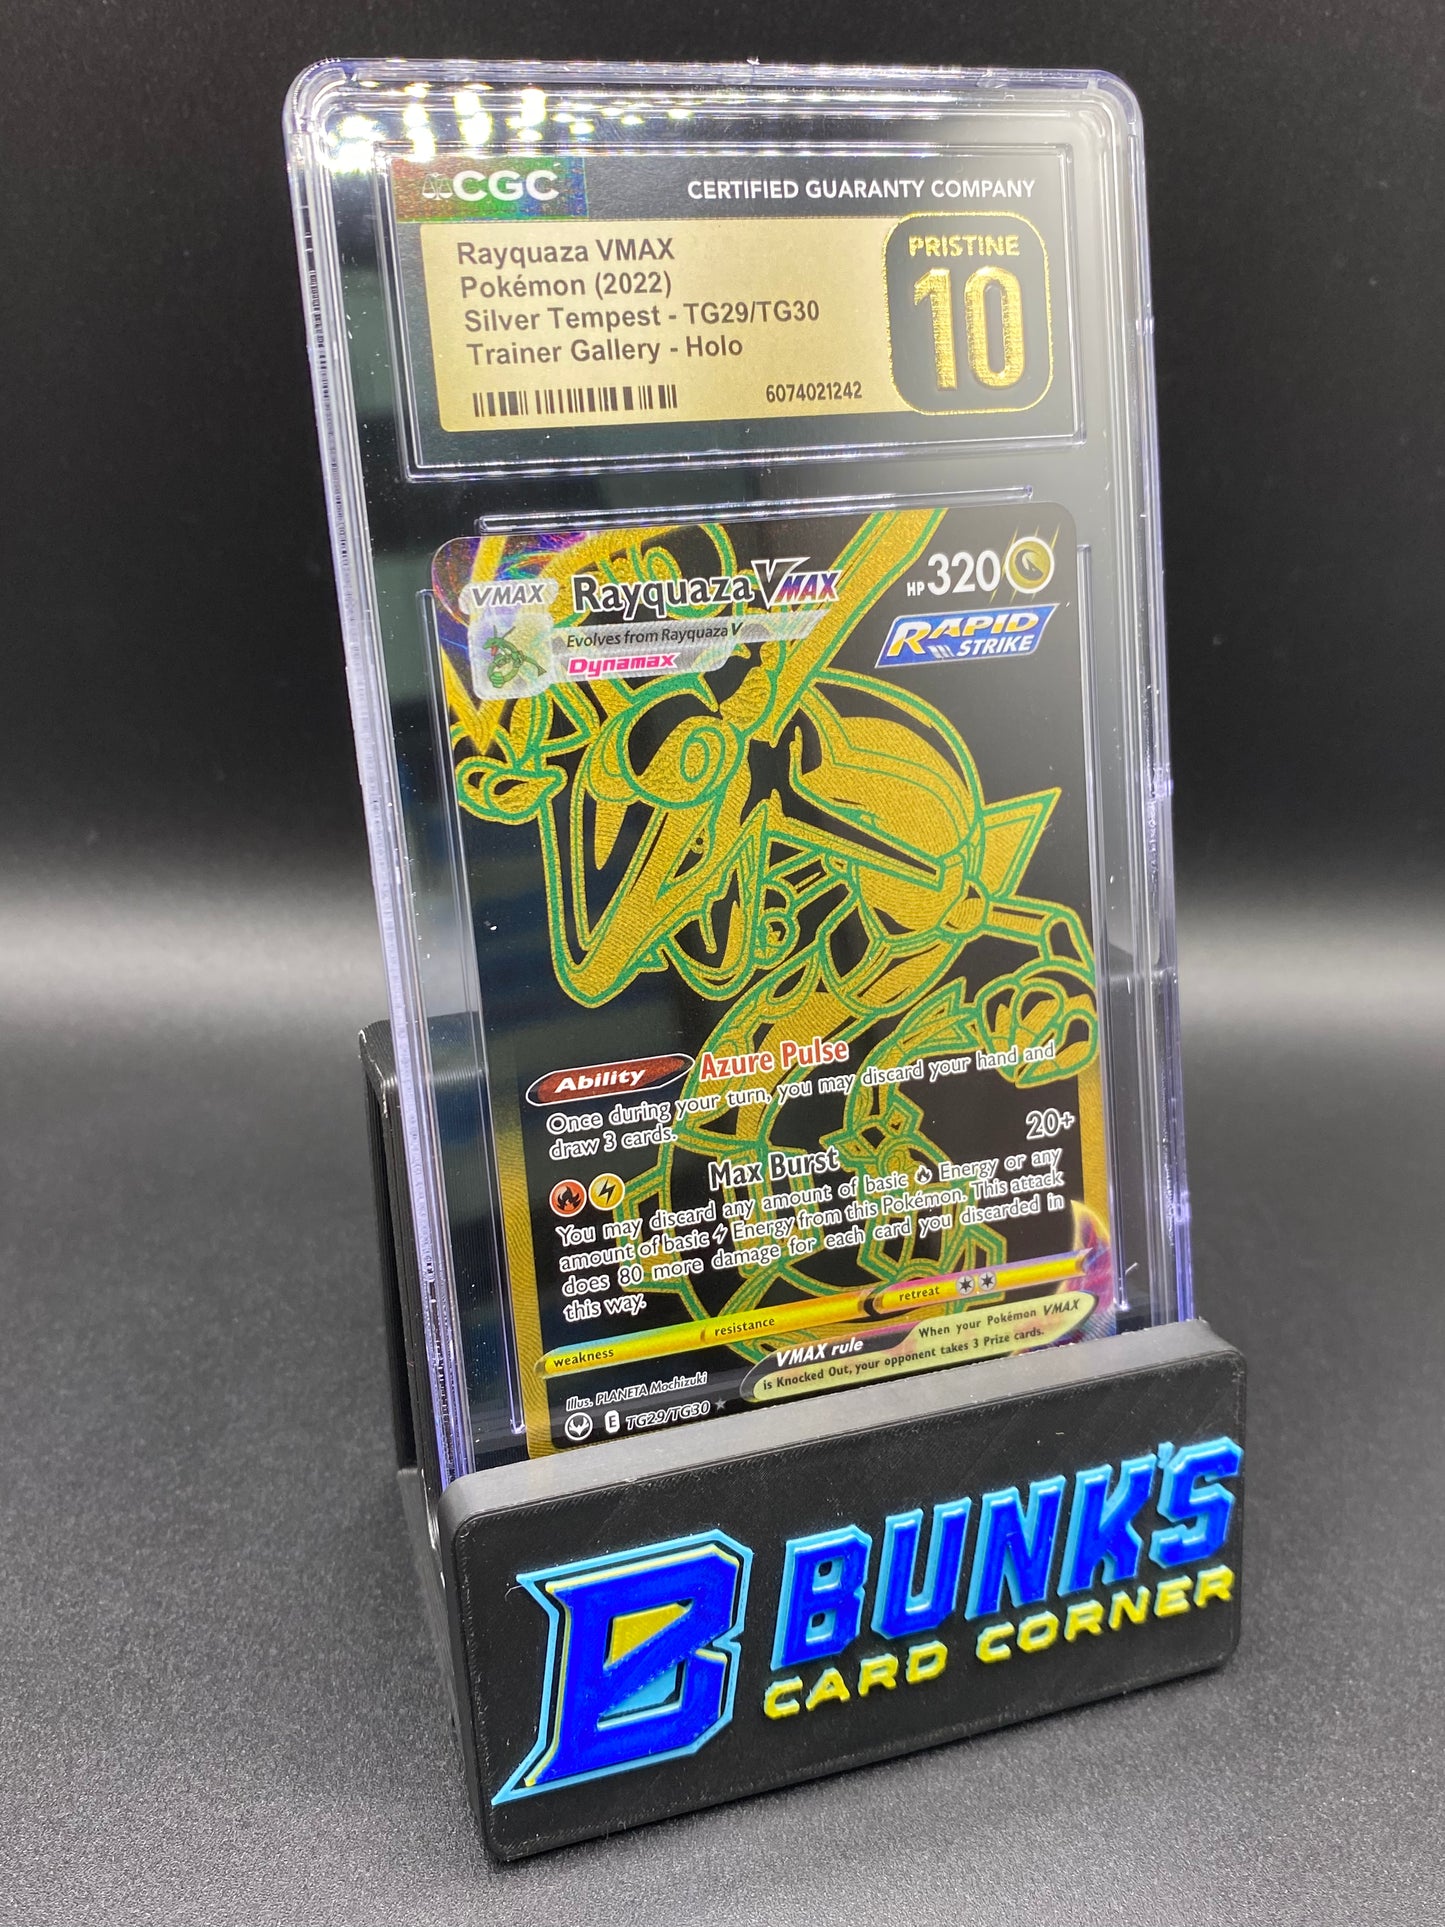 CGC
CERTIFIED GUARANTY COMPANY
Rayquaza VMAX
Pokémon (2022)
Silver Tempest - TG29/TG30
Trainer Gallery - Holo
6074021242
PRISTINE
10
VMAX
Rayquaza VMAX
HP 320
Evolves from Rayquaza V
Dynamax
RAPID
STRIKE
Ability Azure Pulse
Once during your turn, you may discard your hand and
draw 3 cards.
Max Burst 20+
You may discard any amount of basic Energy or any
amount of basic Energy from this Pokémon. This attack
does 80 more damage for each card you discarded in
this way.
weakness resistance retreat
VMAX rule When your Pokémon VMAX
is Knocked Out, your opponent takes 3 Prize cards.
Illus. PLANETA Mochizuki
E TG29/TG30
B BUNK'S
CARD CORNER